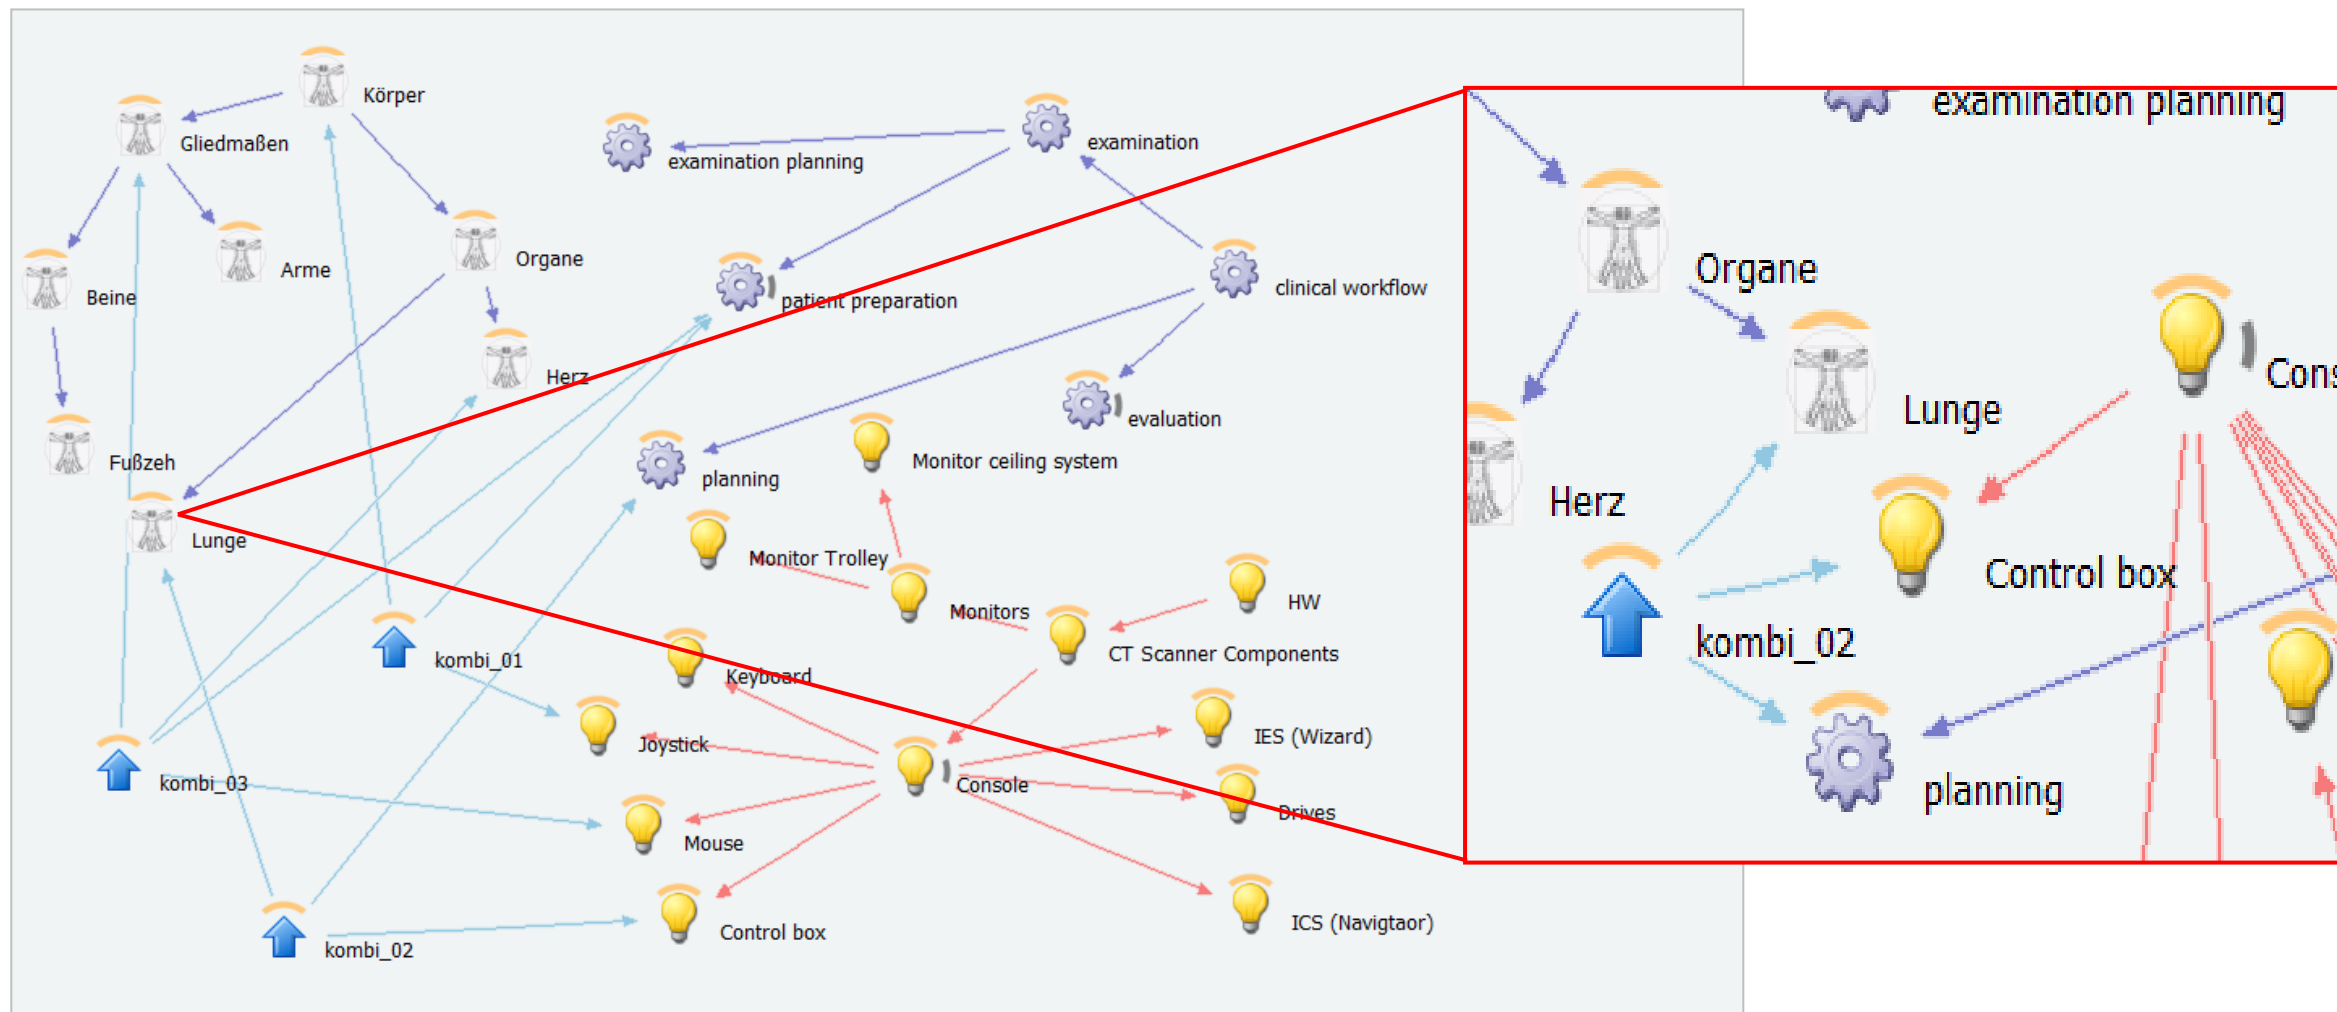 Körper
Gliedmaßen
examination planning
examination
Organe
Arme
Beine
patient preparation
clinical workflow
Herz
evaluation
Fußzeh
Monitor ceiling system
planning
Lunge
Monitor Trolley
Monitors
HW
CT Scanner Components
kombi_01
Keyboard
Joystick
IES (Wizard)
kombi_03
Console
Drives
Mouse
Control box
ICS (Navigtaor)
kombi_02
examination planning
Organe
Cons
Lunge
Herz
Control box
kombi_02
planning